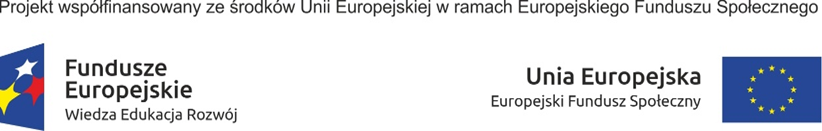 Projekt współfinansowany ze środków Unii Europejskiej w ramach Europejskiego Funduszu Społecznego
Fundusze
Europejskie
Wiedza Edukacja Rozwój
Unia Europejska
Europejski Fundusz Społeczny